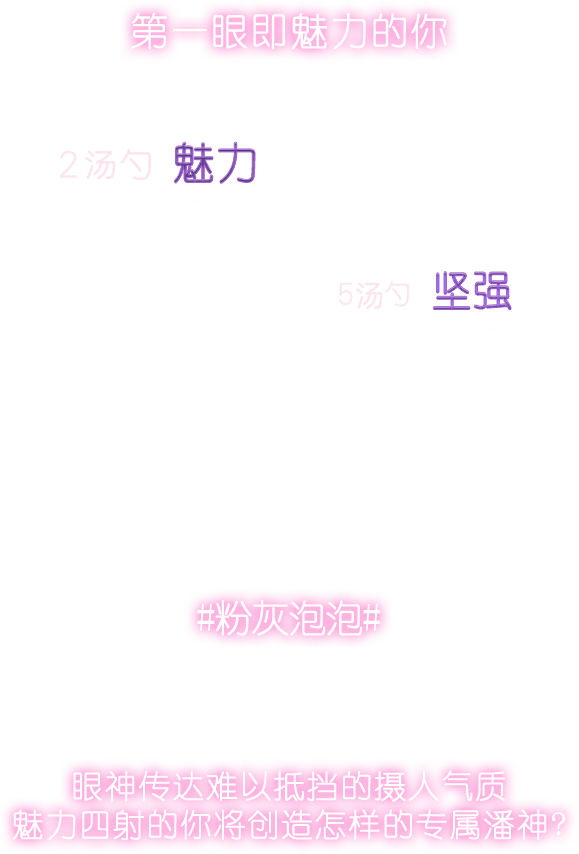 第一眼即魅力的你
2汤勺 魅力
5汤勺 坚强
#粉灰泡泡#
眼神传达难以抵挡的摄人气质
魅力四射的你将创造怎样的专属潘神?